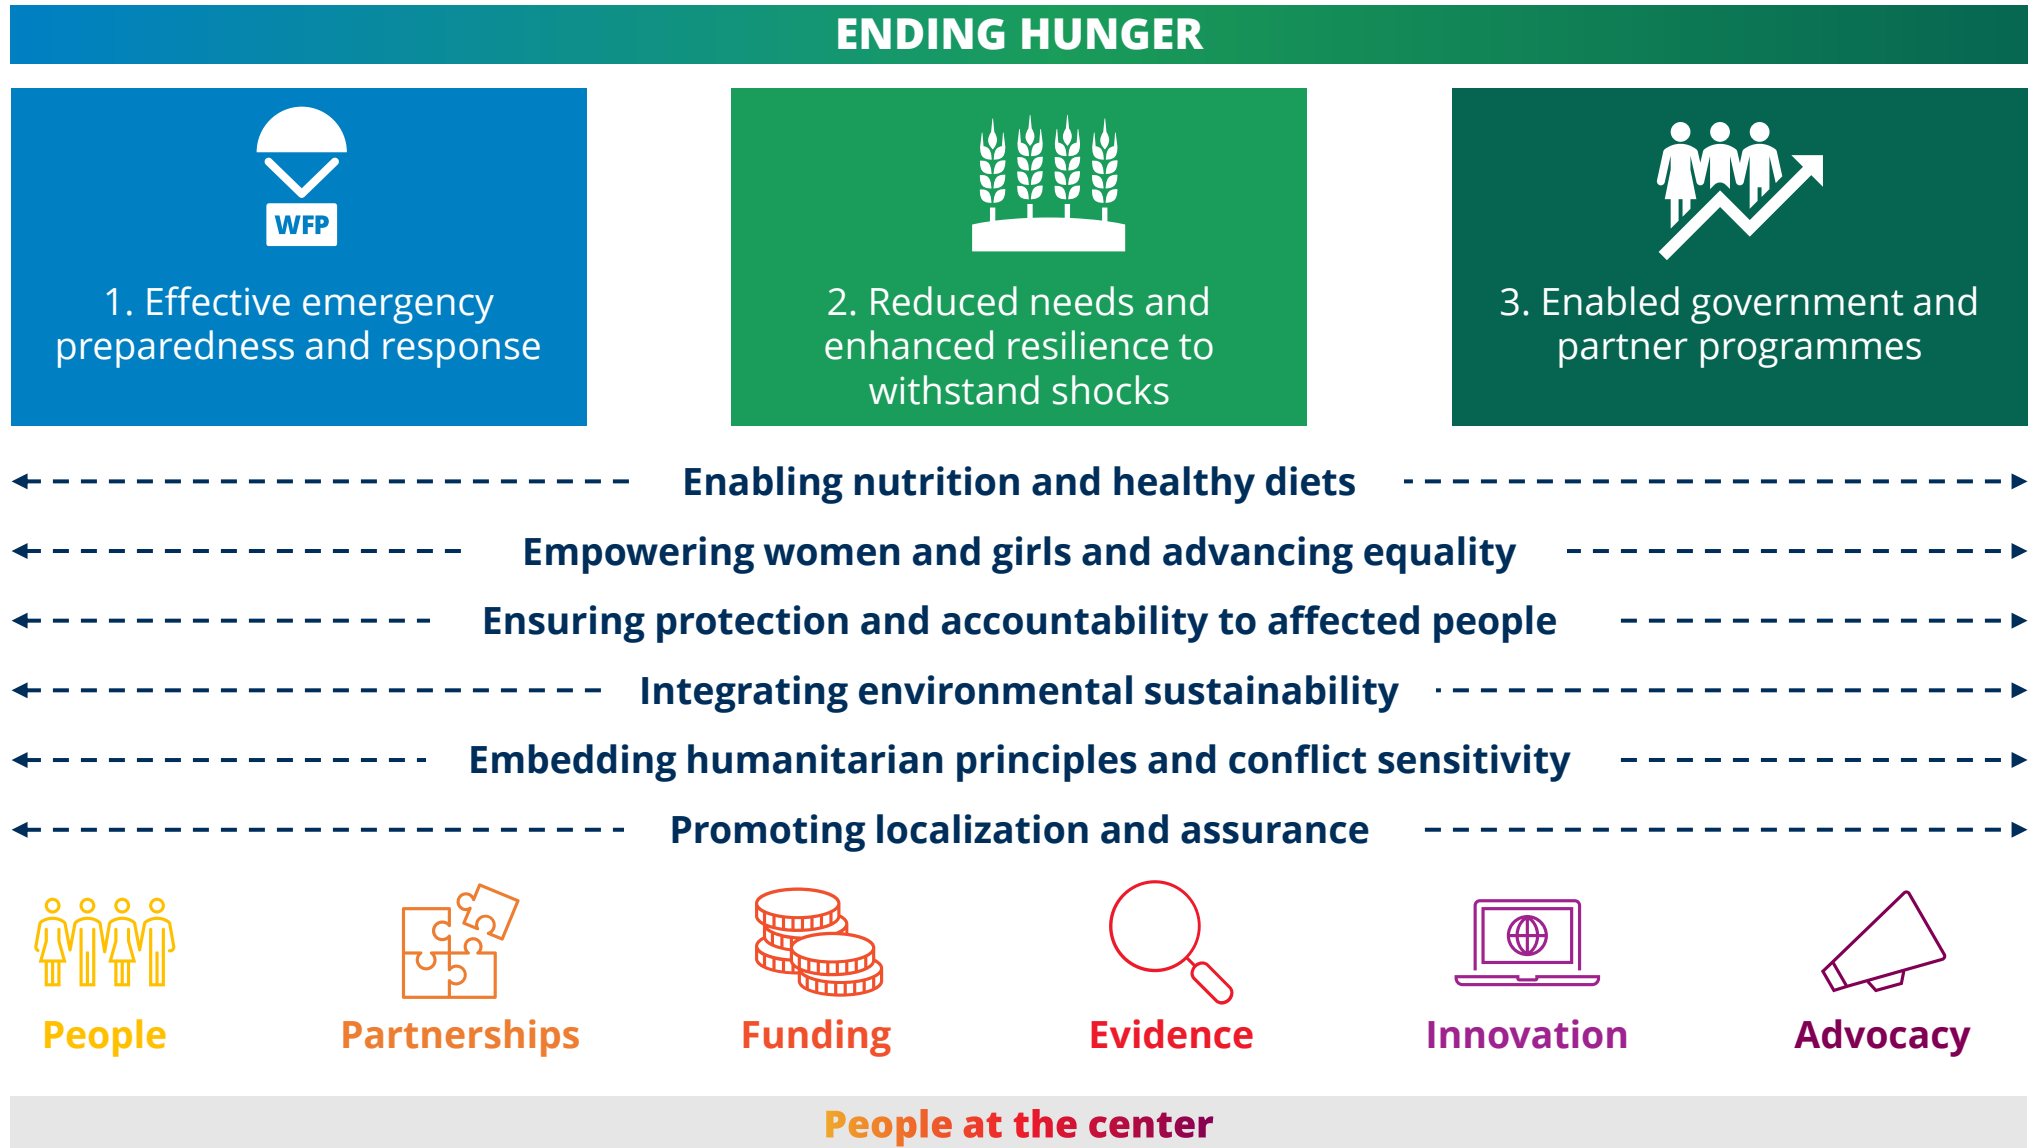 ENDING HUNGER
WFP
1. Effective emergency
preparedness and response
2. Reduced needs and
enhanced resilience to
withstand shocks
3. Enabled government and
partner programmes
Enabling nutrition and healthy diets
Empowering women and girls and advancing equality
Ensuring protection and accountability to affected people
Integrating environmental sustainability
Embedding humanitarian principles and conflict sensitivity
Promoting localization and assurance
People
Partnerships
Funding
Evidence
Innovation
Advocacy
People at the center